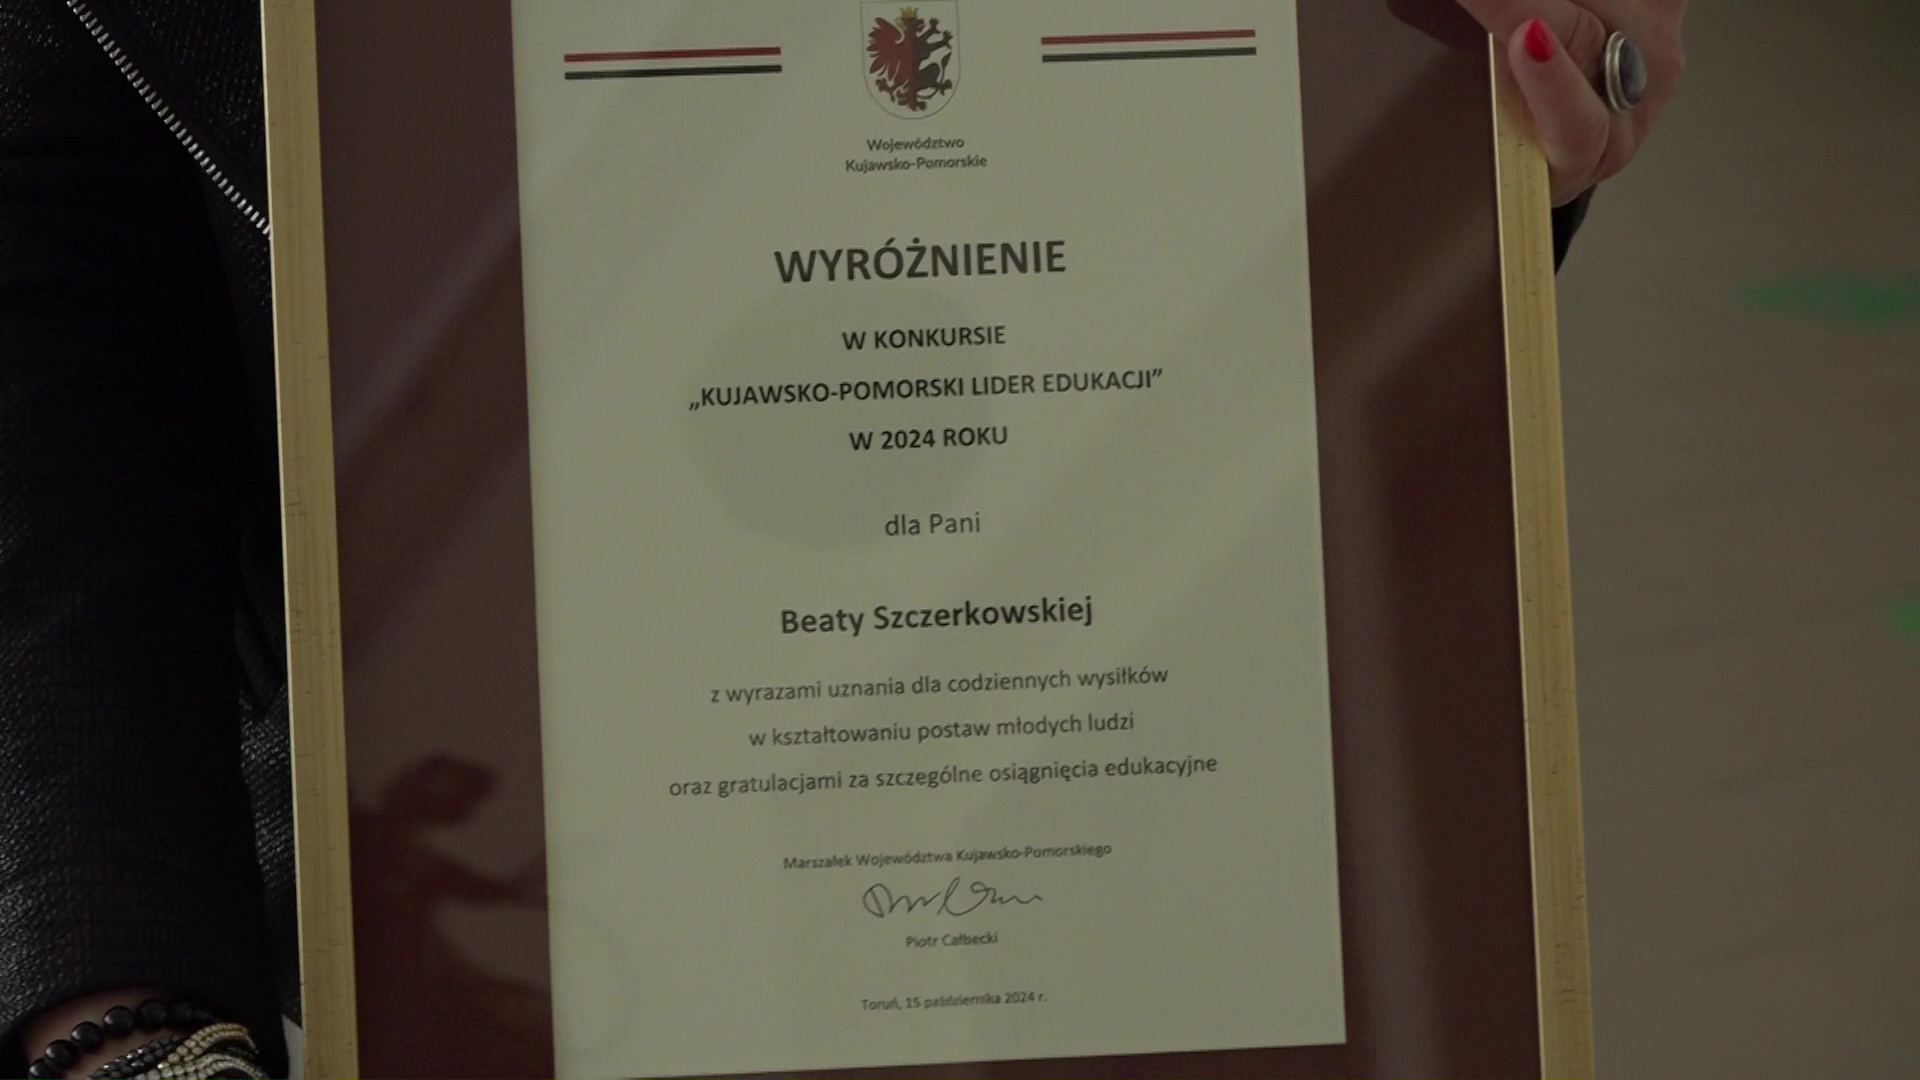 Województwo
Kujawsko-Pomorskie
WYRÓŻNIENIE
W KONKURSIE
„KUJAWSKO-POMORSKI LIDER EDUKACJI”
W 2024 ROKU
dla Pani
Beaty Szczerkowskiej
z wyrazami uznania dla codziennych wysiłków
w kształtowaniu postaw młodych ludzi
oraz gratulacjami za szczególne osiągnięcia edukacyjne
Marszałek Województwa Kujawsko-Pomorskiego
Piotr Całbecki
Toruń, 15 października 2024 r.